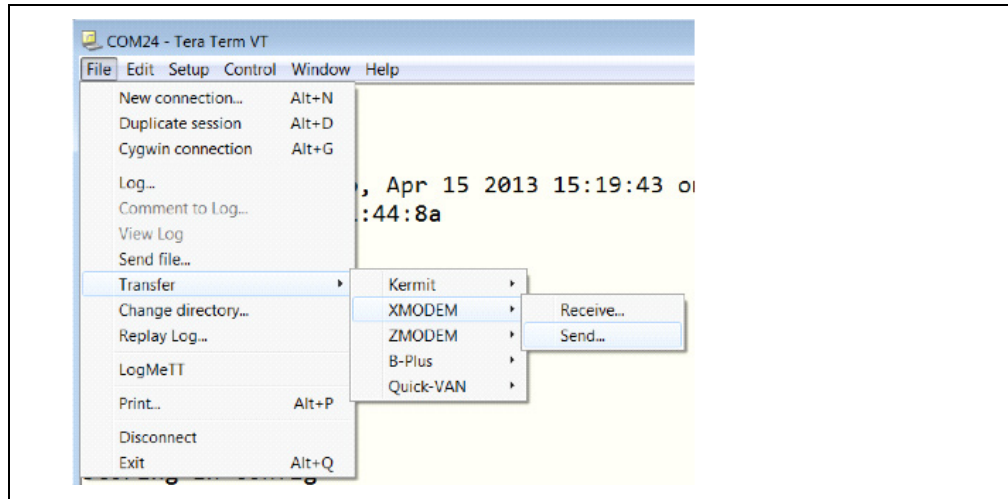 COM24 - Tera Term VT
File Edit Setup Control Window Help
New connection... Alt+N
Duplicate session Alt+D
Cygwin connection Alt+G
Log...
Comment to Log...
View Log
Send file...
Transfer
Change directory...
Replay Log...
LogMeTT
Print... Alt+P
Disconnect
Exit Alt+Q
Kermit
XMODEM
ZMODEM
B-Plus
Quick-VAN
Receive...
Send...
, Apr 15 2013 15:19:43
:44:8a